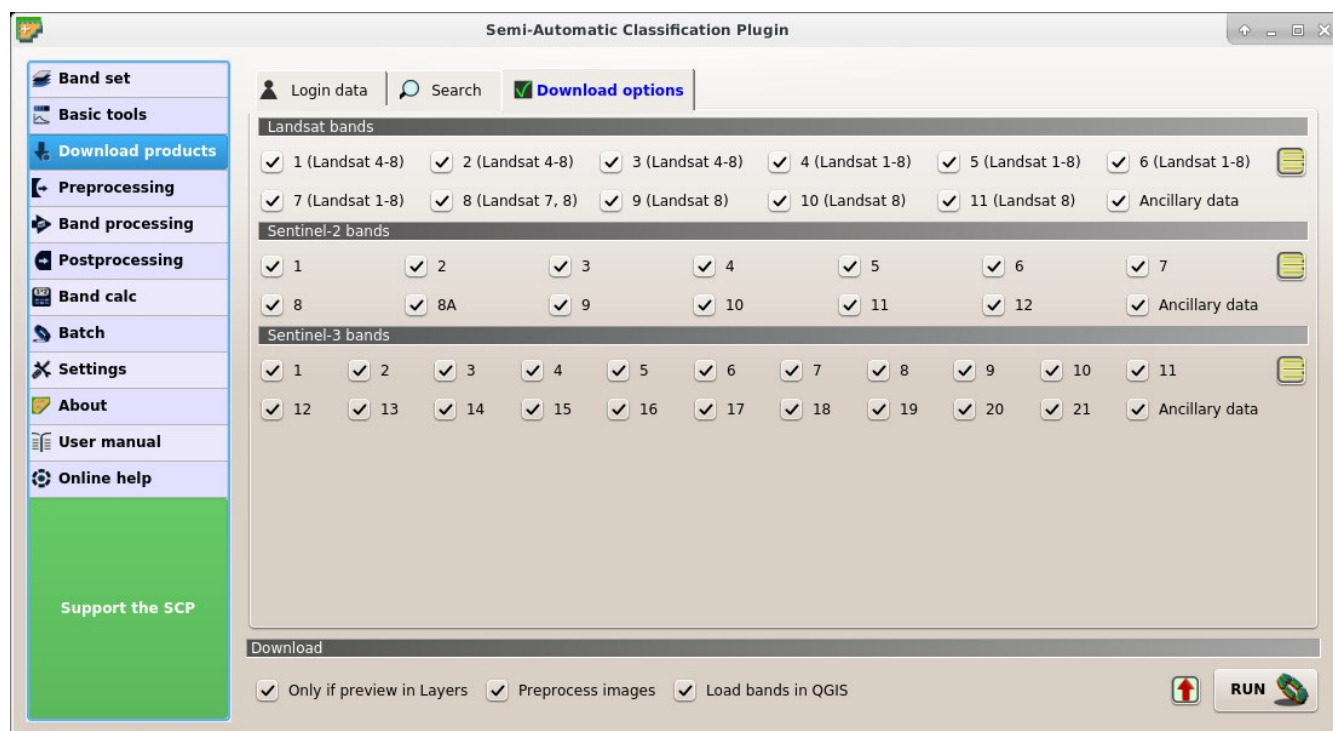 Semi-Automatic Classification Plugin
Band set
Basic tools
Download products
Preprocessing
Band processing
Postprocessing
Band calc
Batch
Settings
About
User manual
Online help
Support the SCP
Login data Search Download options
Landsat bands
1 (Landsat 4-8) 2 (Landsat 4-8) 3 (Landsat 4-8) 4 (Landsat 1-8) 5 (Landsat 1-8) 6 (Landsat 1-8)
7 (Landsat 1-8) 8 (Landsat 7, 8) 9 (Landsat 8) 10 (Landsat 8) 11 (Landsat 8) Ancillary data
Sentinel-2 bands
1 2 3 4 5 6 7
8 8A 9 10 11 12 Ancillary data
Sentinel-3 bands
1 2 3 4 5 6 7 8 9 10 11
12 13 14 15 16 17 18 19 20 21 Ancillary data
Download
Only if preview in Layers Preprocess images Load bands in QGIS RUN